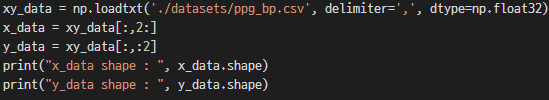 xy_data = np.loadtxt('./datasets/ppg_bp.csv', delimiter=',', dtype=np.float32)
x_data = xy_data[:,2:]
y_data = xy_data[:,:2]
print("x_data shape : ", x_data.shape)
print("y_data shape : ", y_data.shape)